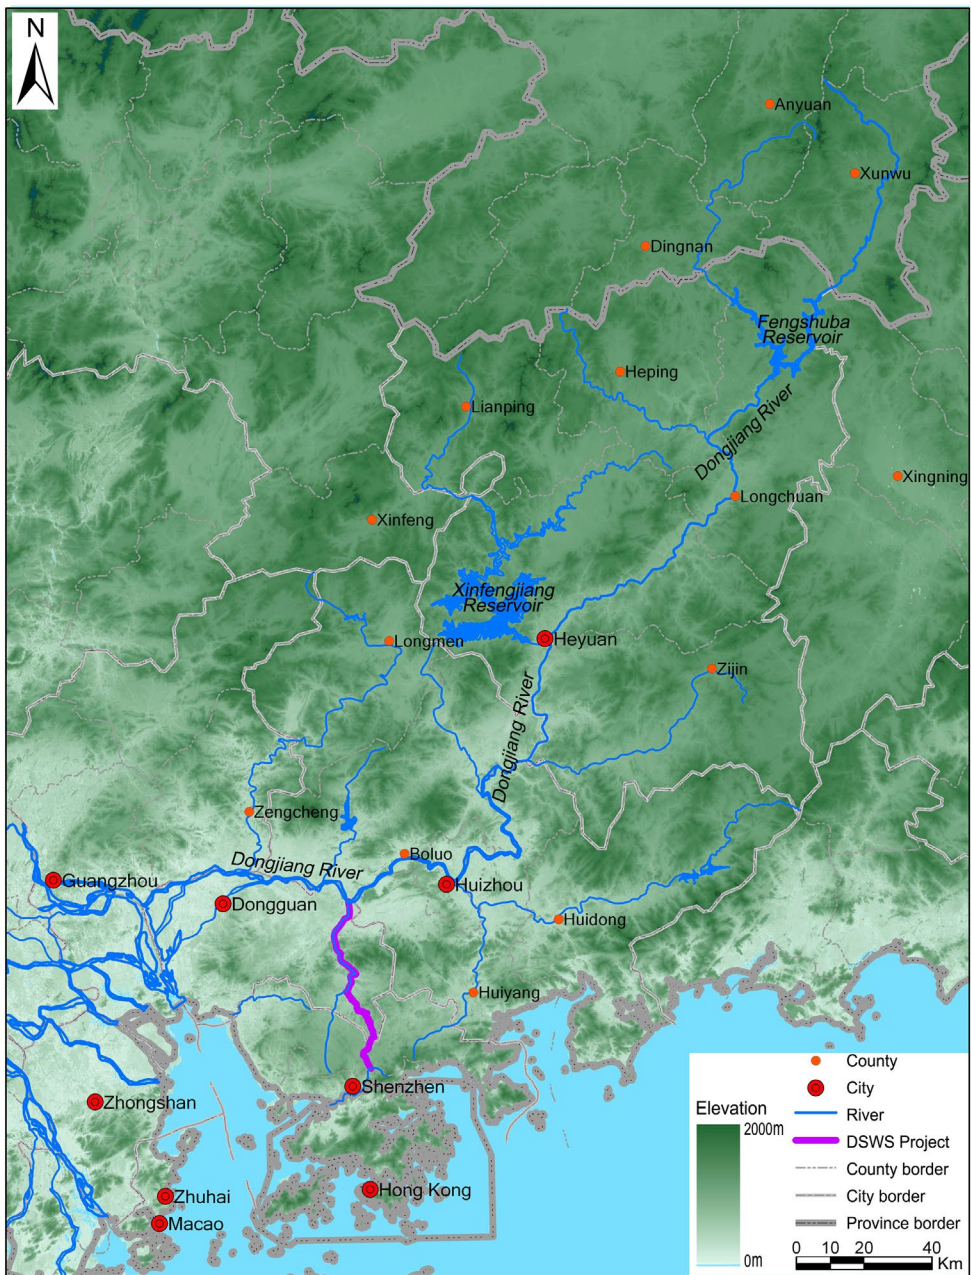 N
Anyuan
Xunwu
Dingnan
Fengshuba
Reservoir
Heping
Lianping
Dongjiang River
Xingning
Longchuan
Xinfeng
Xinfengjiang
Reservoir
Heyuan
Longmen
Zijin
Dongjiang River
Zengcheng
Boluo
Dongjiang River
Guangzhou
Huizhou
Dongguan
Huidong
Huiyang
Shenzhen
Zhongshan
Zhuhai
Hong Kong
Macao
County
City
River
DSWS Project
County border
City border
Province border
Elevation
2000m
0m
0 10 20 40
Km